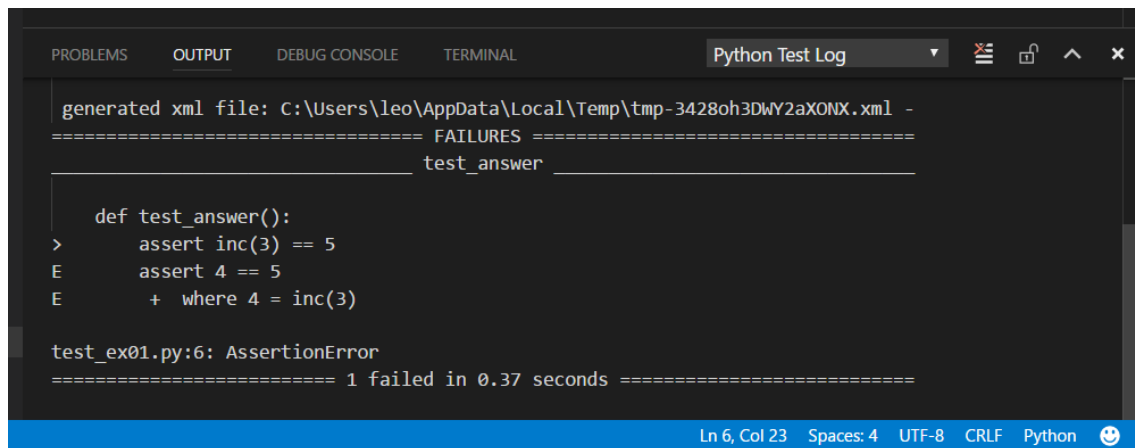 PROBLEMS OUTPUT DEBUG CONSOLE TERMINAL Python Test Log
generated xml file: C:\Users\leo\AppData\Local\Temp\tmp-3428oh3DWY2aXONX.xml -
================================== FAILURES ===================================
_________________________________ test_answer _________________________________
def test_answer():
>       assert inc(3) == 5
E       assert 4 == 5
E        +  where 4 = inc(3)
test_ex01.py:6: AssertionError
========================== 1 failed in 0.37 seconds ===========================
Ln 6, Col 23 Spaces: 4 UTF-8 CRLF Python